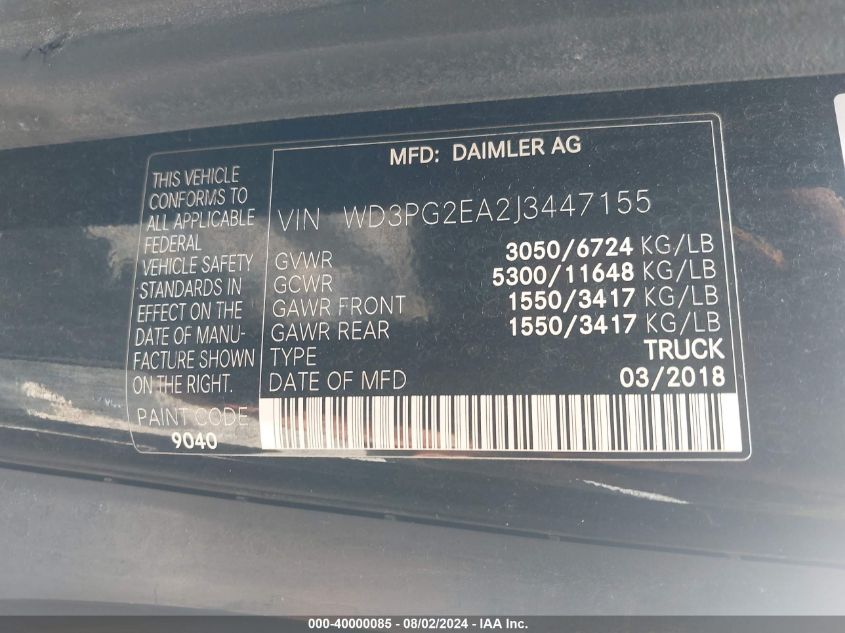 MFD: DAIMLER AG
THIS VEHICLE
CONFORMS TO
ALL APPLICABLE
FEDERAL
VEHICLE SAFETY
STANDARDS IN
EFFECT ON THE
DATE OF MANU-
FACTURE SHOWN
ON THE RIGHT.
PAINT CODE
9040
VIN WD3PG2EA2J3447155
GVWR 3050/6724 KG/LB
GCWR 5300/11648 KG/LB
GAWR FRONT 1550/3417 KG/LB
GAWR REAR 1550/3417 KG/LB
TYPE TRUCK
DATE OF MFD 03/2018
000-40000085 - 08/02/2024 - IAA Inc.